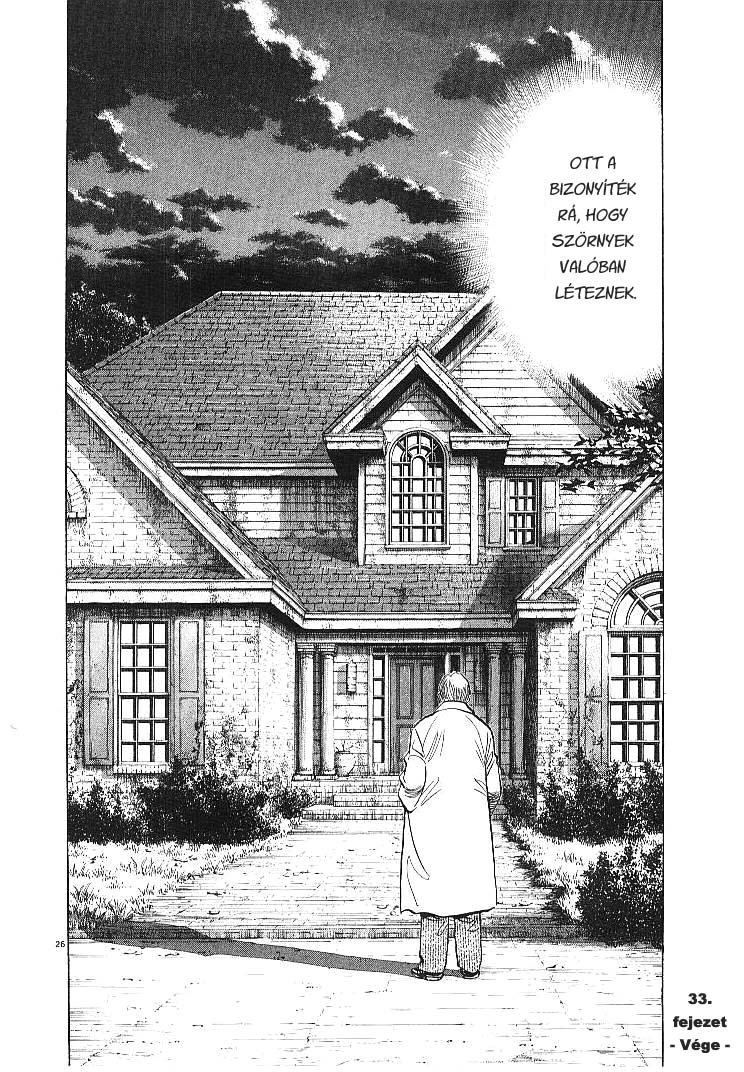 OTT A
BIZONYÍTÉK
RÁ, HOGY
SZÖRNYEK
VALÓBAN
LÉTEZNEK.
26
33.
fejezet
- Vége -